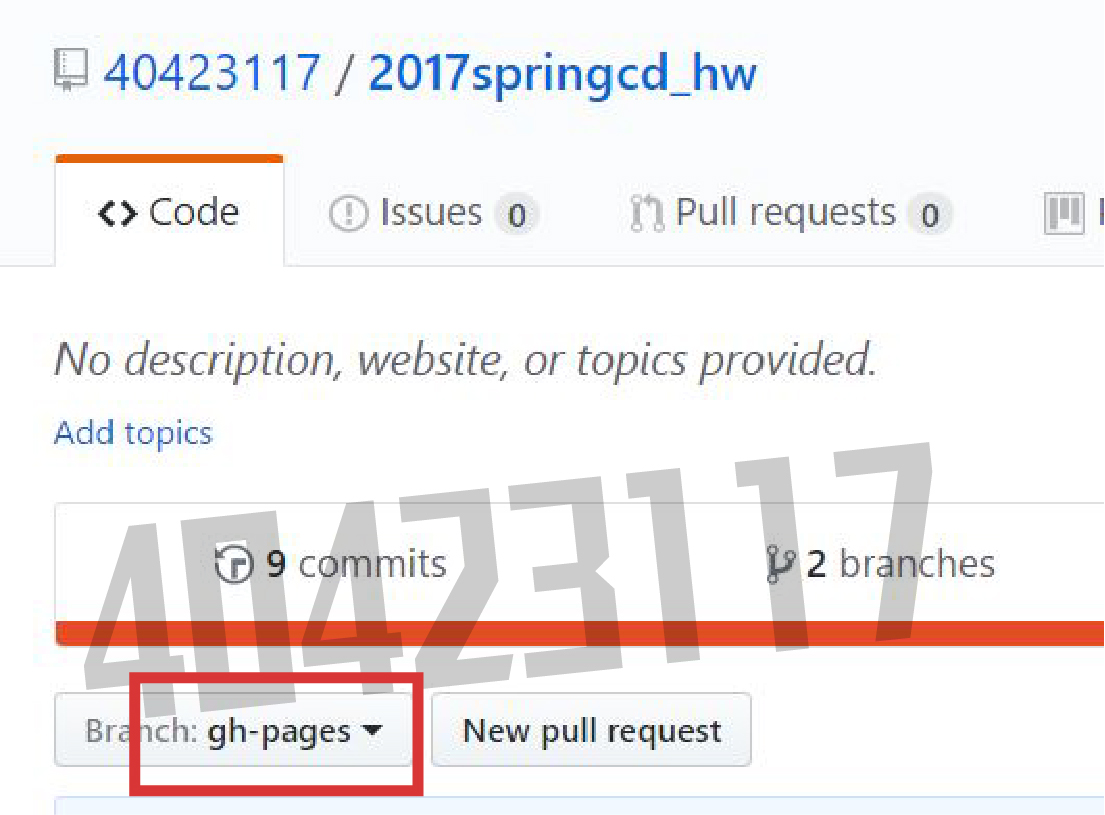 40423117 / 2017springcd_hw
Code Issues 0 Pull requests 0
No description, website, or topics provided.
Add topics
40423117
9 commits 2 branches
Branch: gh-pages New pull request